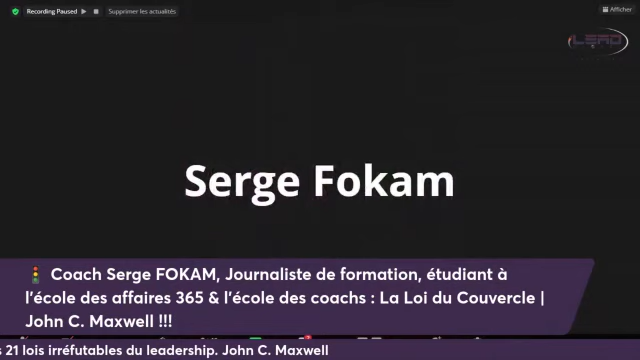 Recording Paused
Supprimer les actualités
Afficher
LEAD
Serge Fokam
🚦 Coach Serge FOKAM, Journaliste de formation, étudiant à
l'école des affaires 365 & l'école des coachs : La Loi du Couvercle |
John C. Maxwell !!!
s 21 lois irréfutables du leadership. John C. Maxwell